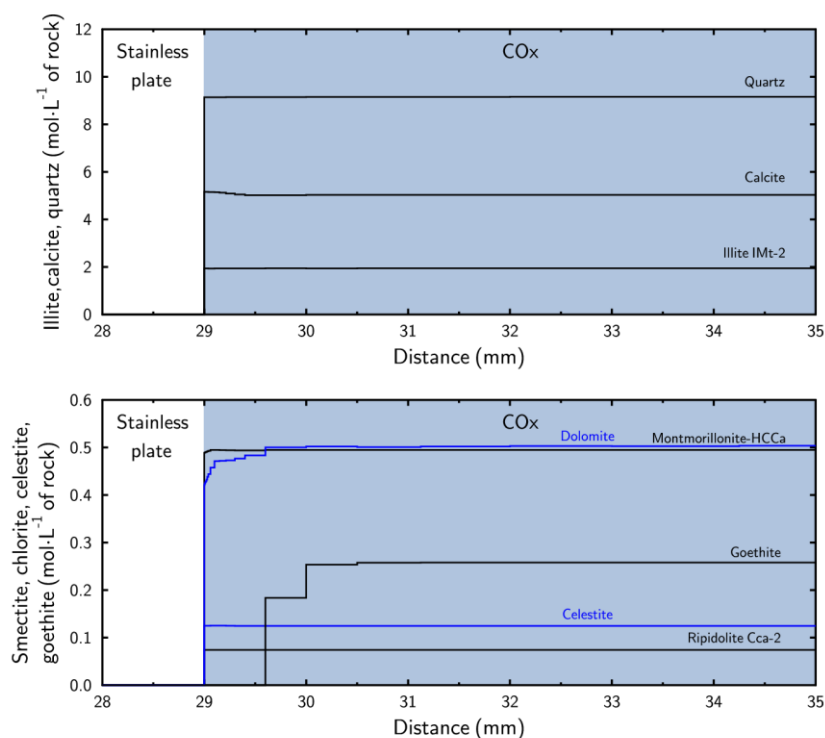 12
10
8
6
4
2
0
Illite,calcite, quartz (mol·L⁻¹ of rock)
Stainless
plate
COx
Quartz
Calcite
Illite IMt-2
28 29 30 31 32 33 34 35
Distance (mm)
0.6
0.5
0.4
0.3
0.2
0.1
0.0
Smectite, chlorite, celestite,
goethite (mol·L⁻¹ of rock)
Stainless
plate
COx
Dolomite
Montmorillonite-HCCa
Goethite
Celestite
Ripidolite Cca-2
28 29 30 31 32 33 34 35
Distance (mm)